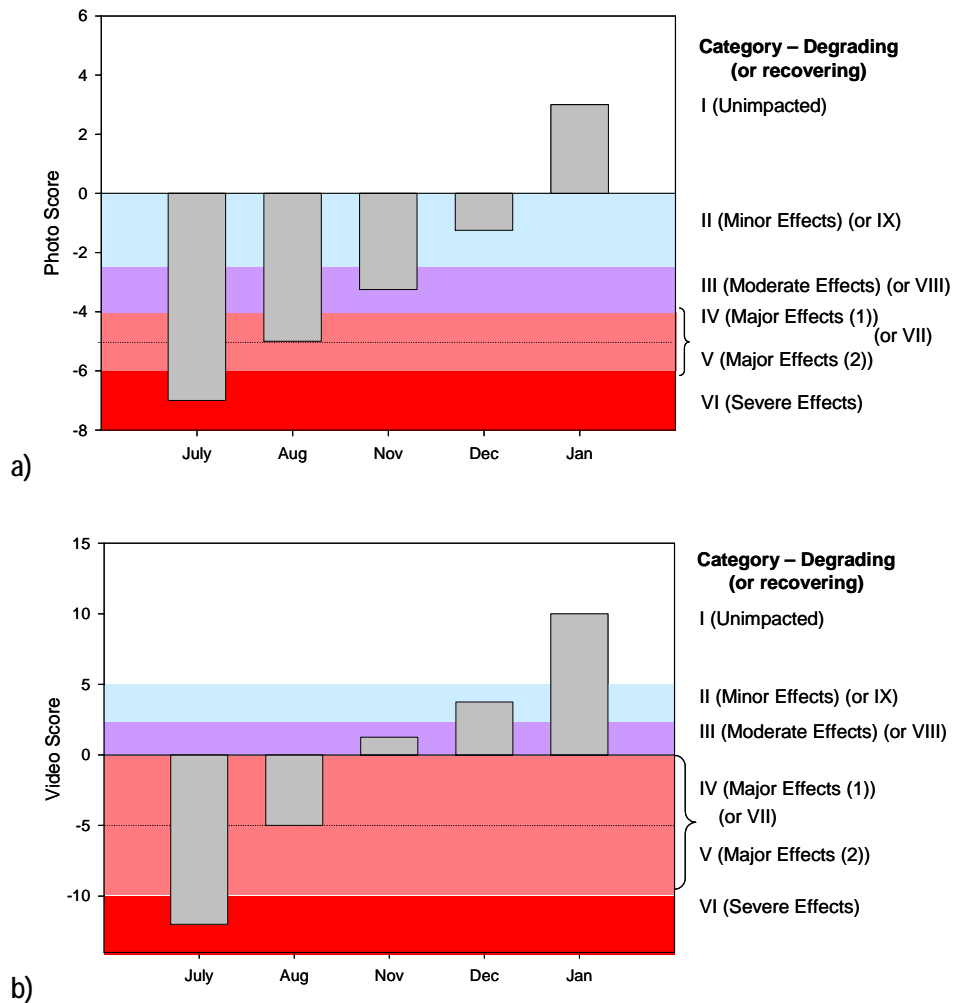 6
4
2
0
-2
-4
-6
-8
Photo Score
July Aug Nov Dec Jan
Category – Degrading
(or recovering)
I (Unimpacted)
II (Minor Effects) (or IX)
III (Moderate Effects) (or VIII)
IV (Major Effects (1))
(or VII)
V (Major Effects (2))
VI (Severe Effects)
a)
15
10
5
0
-5
-10
Video Score
July Aug Nov Dec Jan
Category – Degrading
(or recovering)
I (Unimpacted)
II (Minor Effects) (or IX)
III (Moderate Effects) (or VIII)
IV (Major Effects (1))
(or VII)
V (Major Effects (2))
VI (Severe Effects)
b)